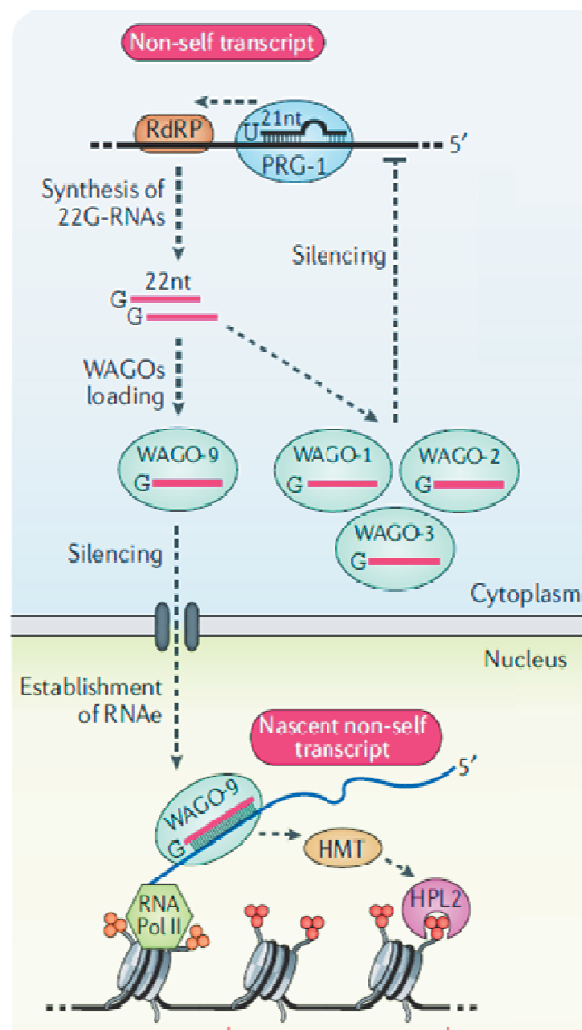 Non-self transcript
RdRP
U
21nt
PRG-1
5′
Synthesis of
22G-RNAs
Silencing
22nt
G
G
WAGOs
loading
WAGO-9
G
WAGO-1
G
WAGO-2
G
WAGO-3
G
Silencing
Cytoplasm
Nucleus
Establishment
of RNAe
Nascent non-self
transcript
5′
WAGO-9
G
HMT
HPL2
RNA
Pol II